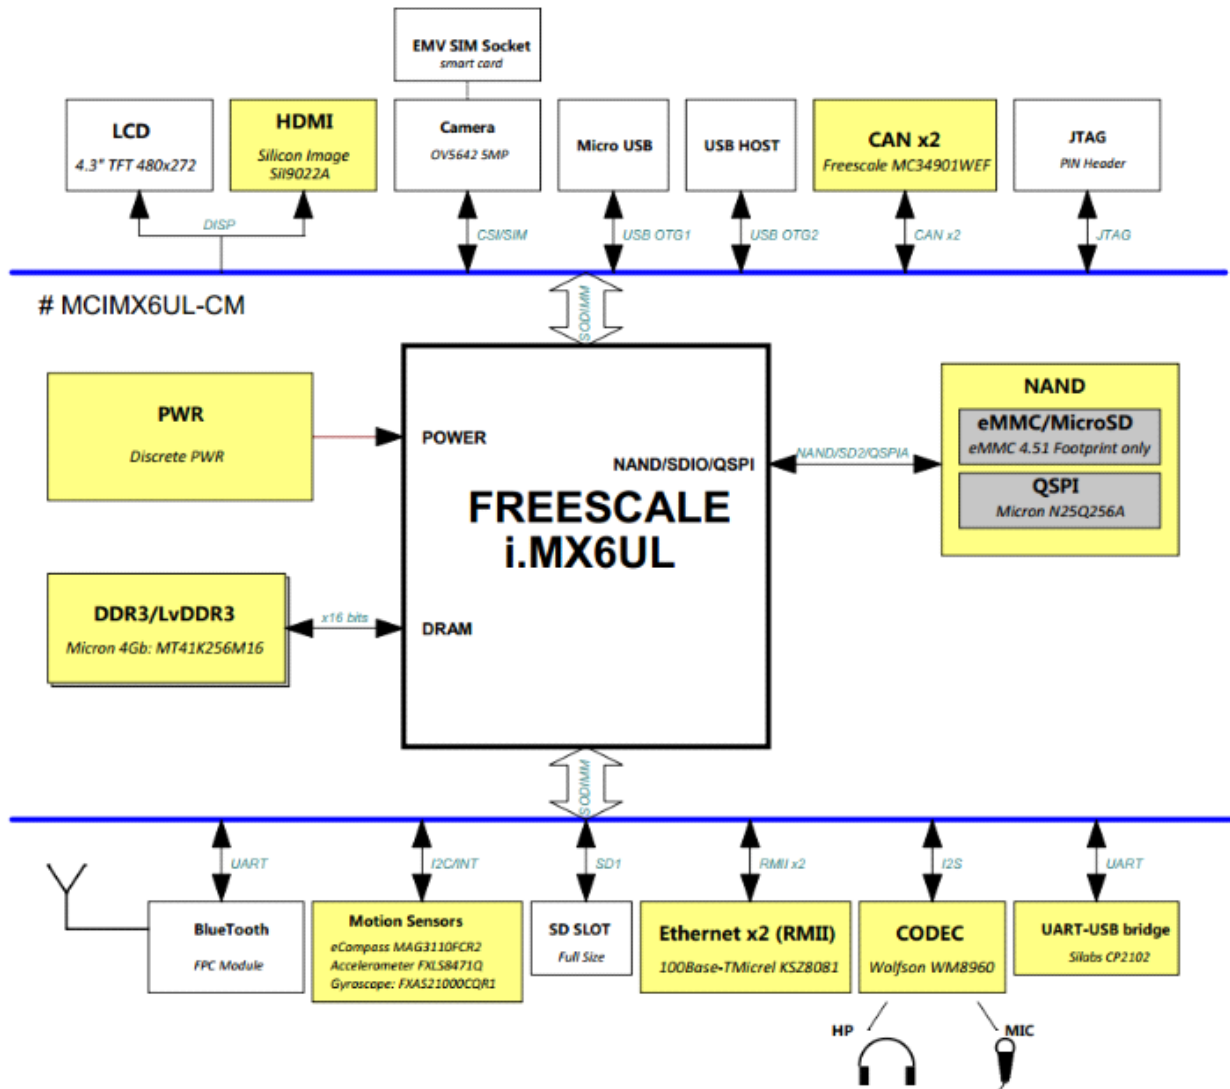 EMV SIM Socket
smart card
LCD
4.3" TFT 480x272
HDMI
Silicon Image
SiI9022A
Camera
OV5642 5MP
Micro USB
USB HOST
CAN x2
Freescale MC34901WEF
JTAG
PIN Header
DISP
CSI/SIM
USB OTG1
USB OTG2
CAN x2
JTAG
# MCIMX6UL-CM
SODIMM
PWR
Discrete PWR
POWER
NAND/SDIO/QSPI
NAND/SD2/QSPIA
NAND
eMMC/MicroSD
eMMC 4.51 Footprint only
QSPI
Micron N25Q256A
FREESCALE
i.MX6UL
DDR3/LvDDR3
Micron 4Gb: MT41K256M16
x16 bits
DRAM
SODIMM
UART
I2C/INT
SD1
RMII x2
I2S
UART
BlueTooth
FPC Module
Motion Sensors
eCompass MAG3110FCR2
Accelerometer FXLS8471Q
Gyroscape: FXAS21000CQR1
SD SLOT
Full Size
Ethernet x2 (RMII)
100Base-TMicrel KSZ8081
CODEC
Wolfson WM8960
UART-USB bridge
Silabs CP2102
HP
MIC